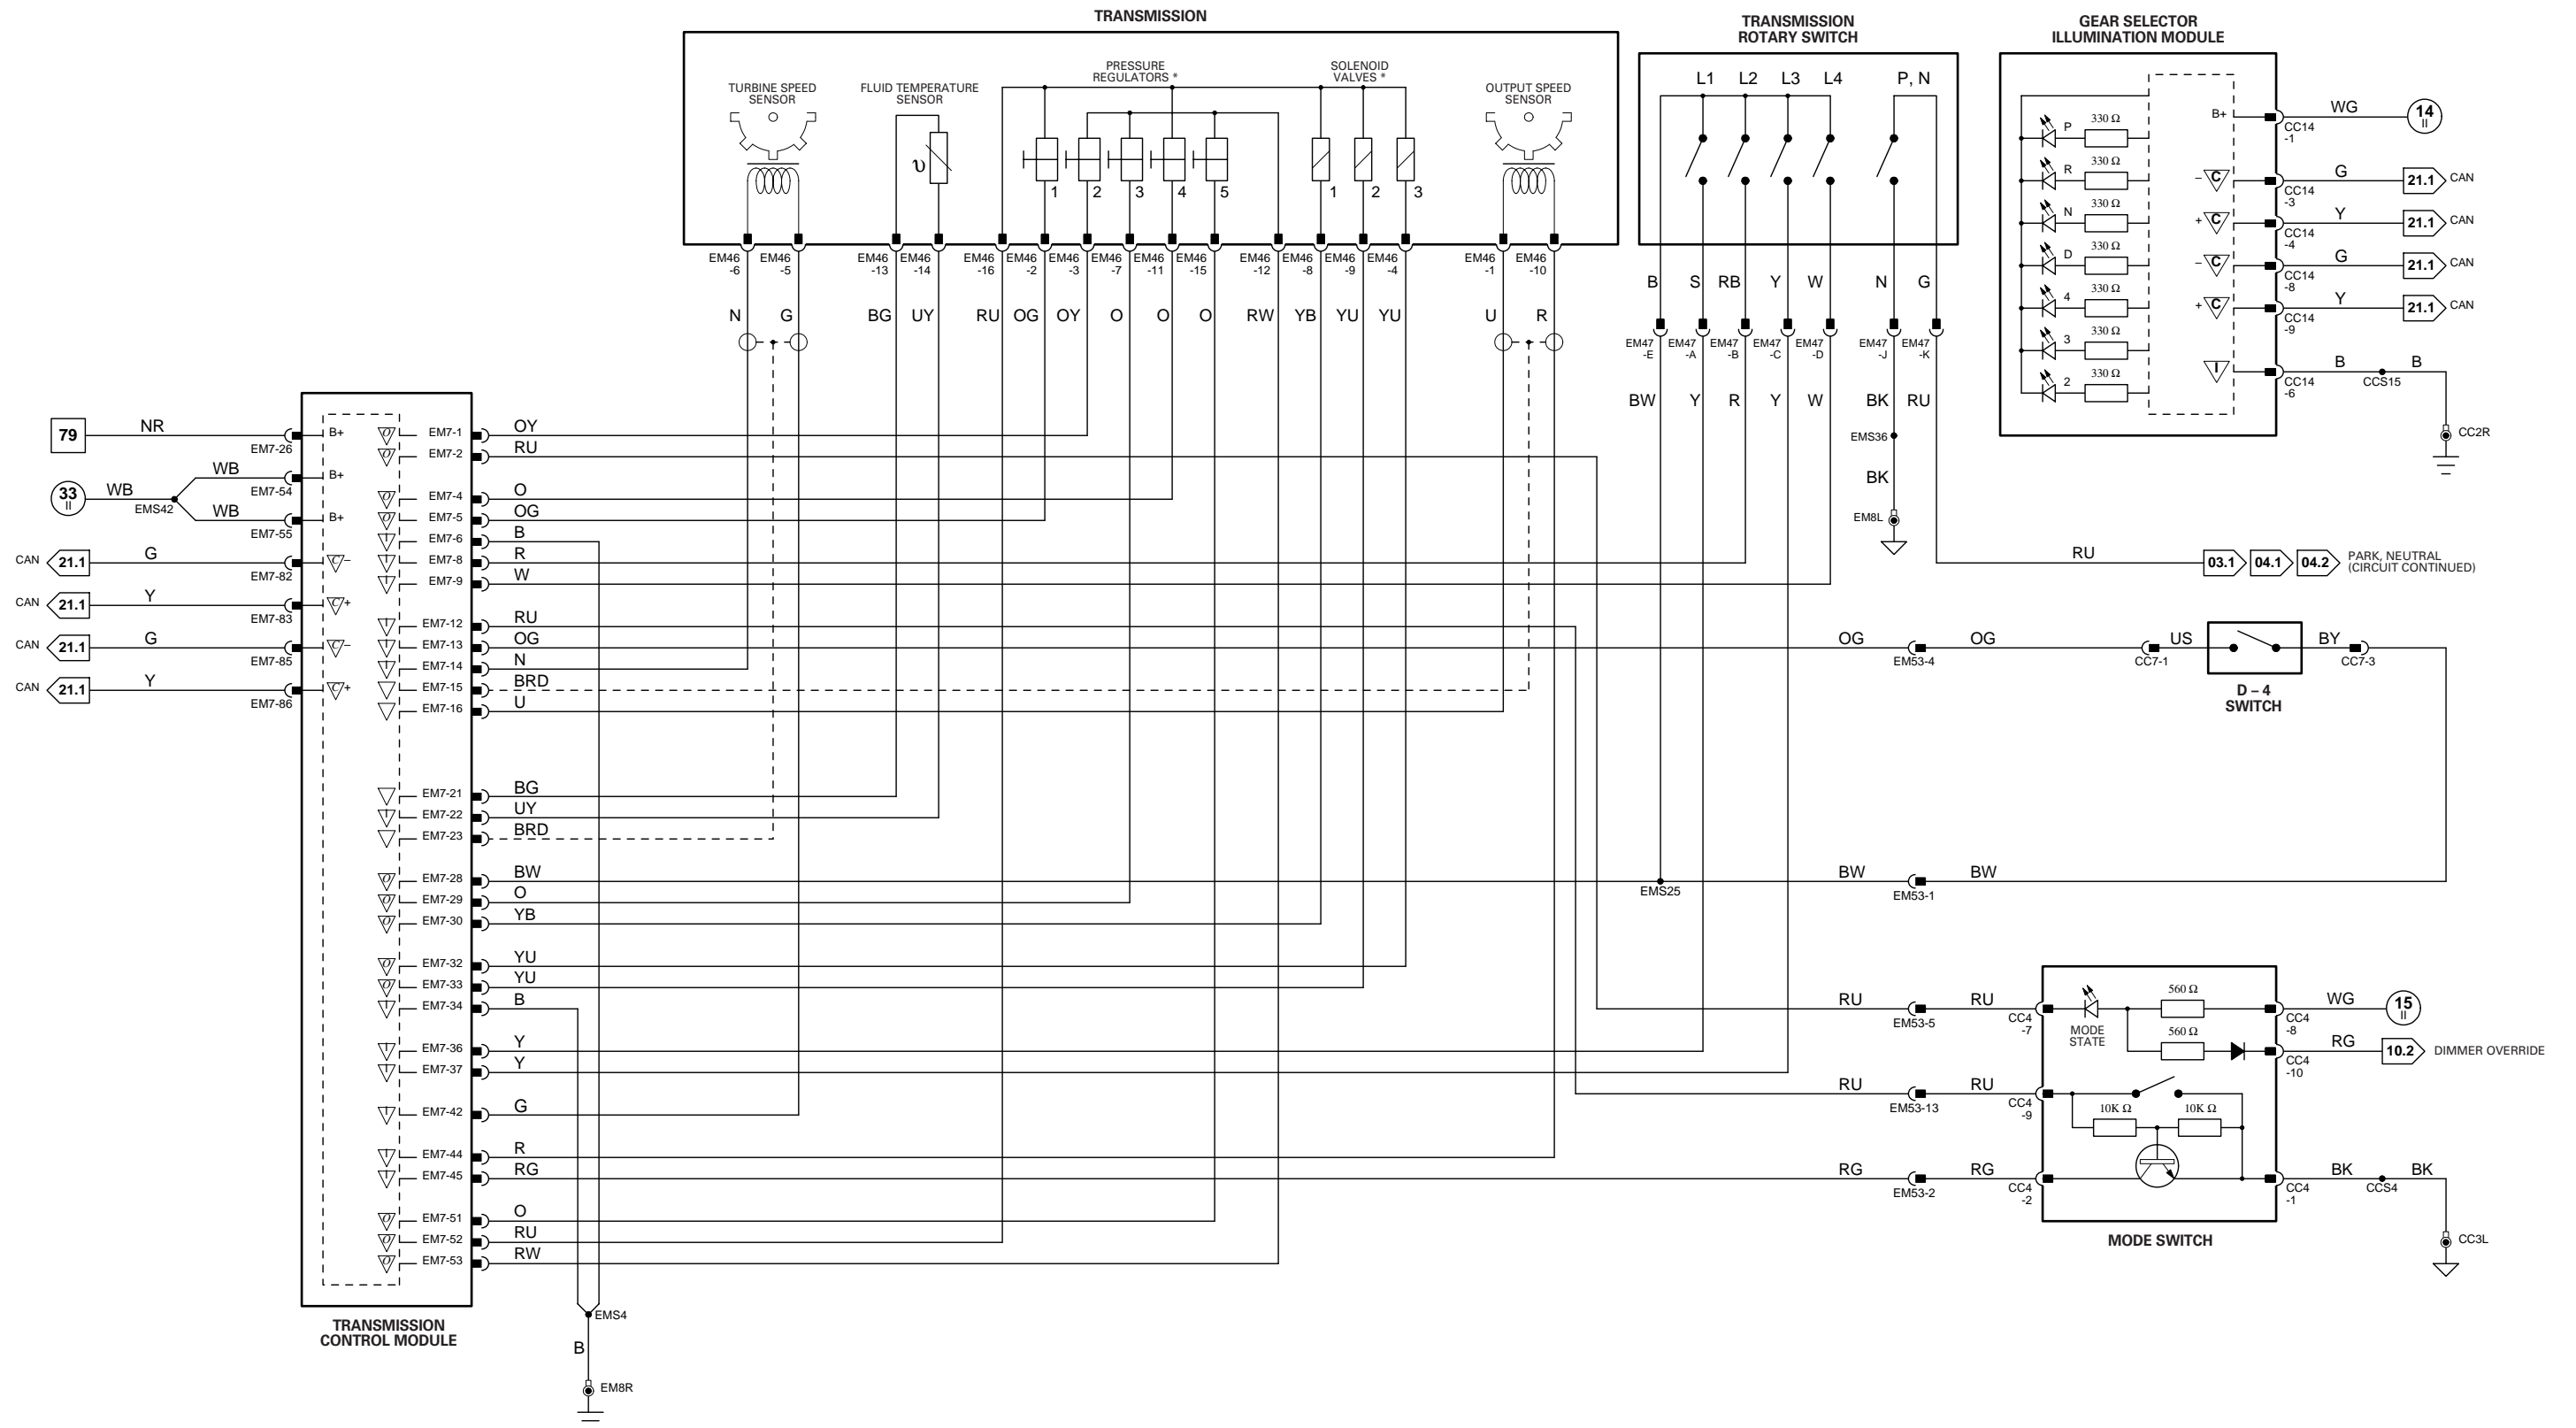 TRANSMISSION
TURBINE SPEED
SENSOR
FLUID TEMPERATURE
SENSOR
PRESSURE
REGULATORS *
SOLENOID
VALVES *
OUTPUT SPEED
SENSOR
υ
1
2
3
4
5
1
2
3
EM46
-6
EM46
-5
EM46
-13
EM46
-14
EM46
-16
EM46
-2
EM46
-3
EM46
-7
EM46
-11
EM46
-15
EM46
-12
EM46
-8
EM46
-9
EM46
-4
EM46
-1
EM46
-10
N
G
BG
UY
RU
OG
OY
O
O
O
RW
YB
YU
YU
U
R
TRANSMISSION
ROTARY SWITCH
L1
L2
L3
L4
P, N
B
S
RB
Y
W
N
G
EM47
-E
EM47
-A
EM47
-B
EM47
-C
EM47
-D
EM47
-J
EM47
-K
BW
Y
R
Y
W
BK
RU
EMS36
BK
EM8L
RU
03.1
04.1
04.2
PARK, NEUTRAL
(CIRCUIT CONTINUED)
GEAR SELECTOR
ILLUMINATION MODULE
P
330 Ω
R
330 Ω
N
330 Ω
D
330 Ω
4
330 Ω
3
330 Ω
2
330 Ω
B+
CC14
-1
WG
14
II
– C
CC14
-3
G
21.1
CAN
+ C
CC14
-4
Y
21.1
CAN
– C
CC14
-8
G
21.1
CAN
+ C
CC14
-9
Y
21.1
CAN
I
CC14
-6
B
CCS15
B
CC2R
79
NR
EM7-26
B+
33
II
WB
EMS42
WB
EM7-54
B+
WB
EM7-55
B+
CAN
21.1
G
EM7-82
C –
CAN
21.1
Y
EM7-83
C +
CAN
21.1
G
EM7-85
C –
CAN
21.1
Y
EM7-86
C +
O EM7-1 OY
O EM7-2 RU
O EM7-4 O
O EM7-5 OG
I EM7-6 B
I EM7-8 R
I EM7-9 W
I EM7-12 RU
I EM7-13 OG
I EM7-14 N
EM7-15 BRD
EM7-16 U
EM7-21 BG
I EM7-22 UY
EM7-23 BRD
O EM7-28 BW
O EM7-29 O
O EM7-30 YB
O EM7-32 YU
O EM7-33 YU
I EM7-34 B
I EM7-36 Y
I EM7-37 Y
I EM7-42 G
I EM7-44 R
I EM7-45 RG
O EM7-51 O
O EM7-52 RU
O EM7-53 RW
TRANSMISSION
CONTROL MODULE
EMS4
B
EM8R
OG
EM53-4
OG
CC7-1
US
BY
CC7-3
D – 4
SWITCH
EMS25
BW
EM53-1
BW
RU
EM53-5
RU
CC4
-7
MODE
STATE
560 Ω
560 Ω
CC4
-8
WG
15
II
CC4
-10
RG
10.2
DIMMER OVERRIDE
RU
EM53-13
RU
CC4
-9
10K Ω
10K Ω
RG
EM53-2
RG
CC4
-2
CC4
-1
BK
CCS4
BK
CC3L
MODE SWITCH